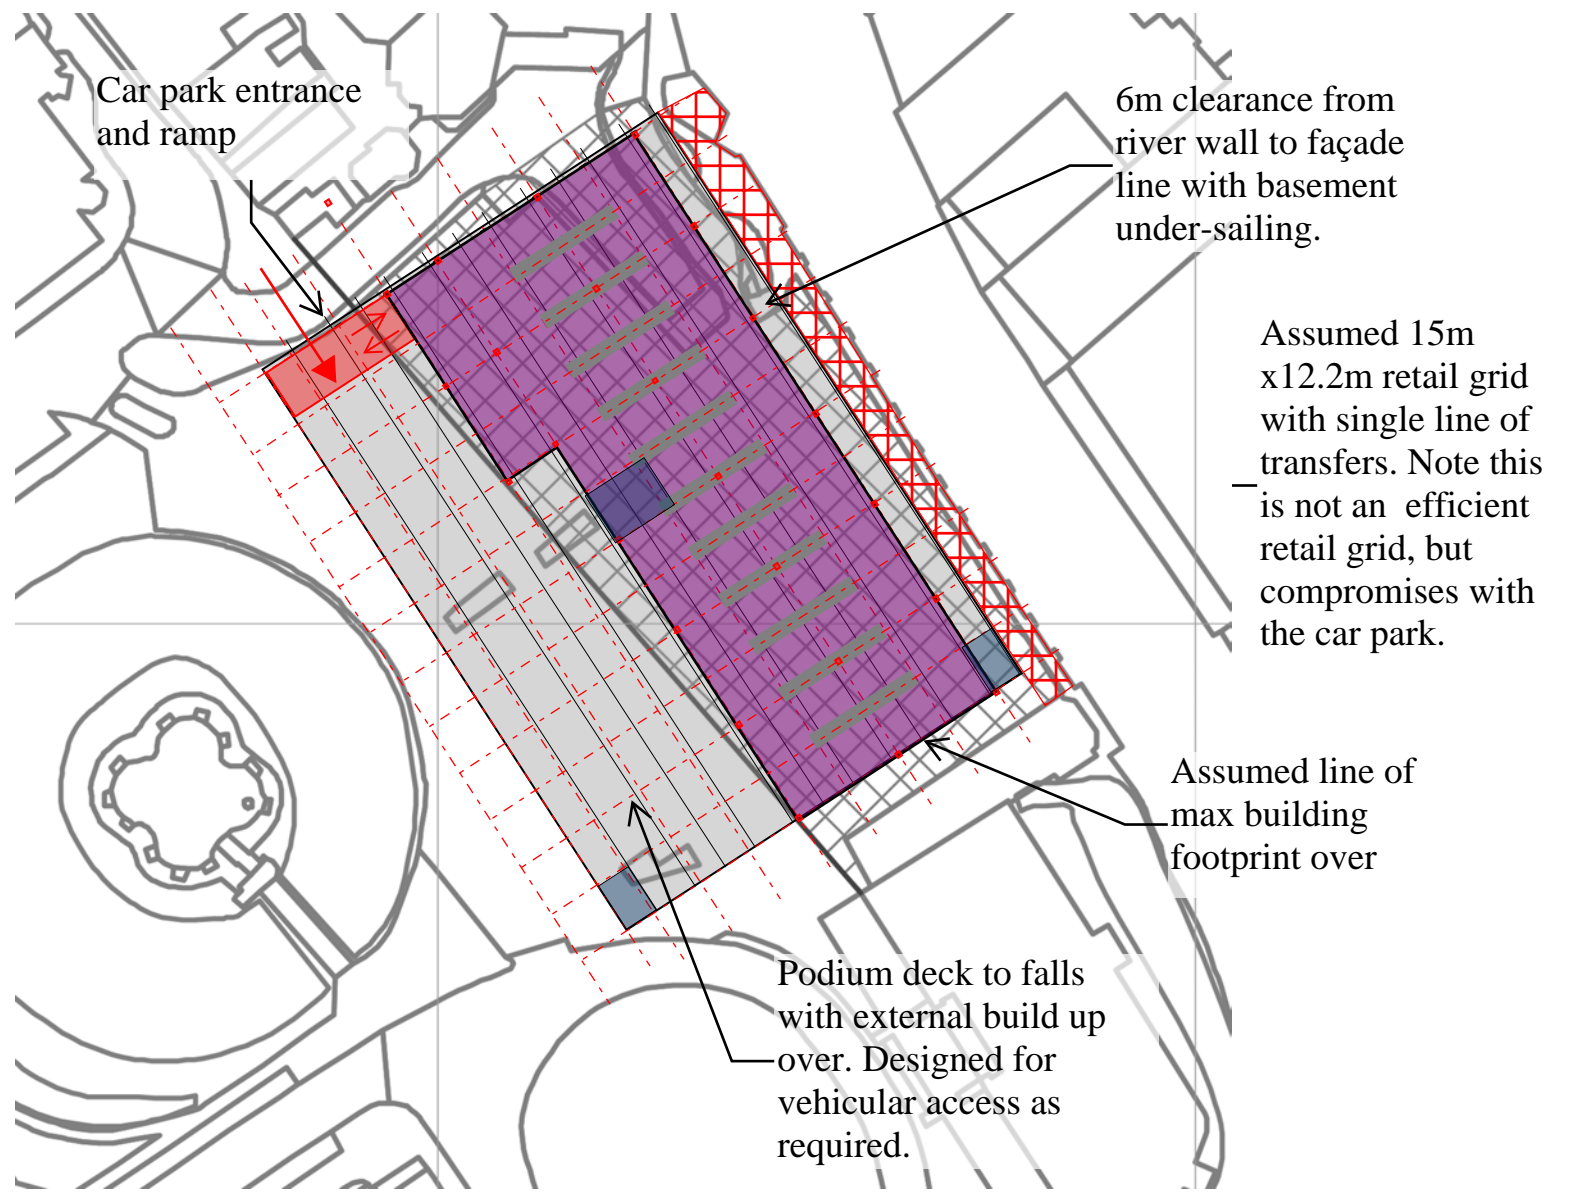 Car park entrance
and ramp
6m clearance from
river wall to façade
line with basement
under-sailing.
Assumed 15m
x12.2m retail grid
with single line of
transfers. Note this
is not an  efficient
retail grid, but
compromises with
the car park.
Assumed line of
max building
footprint over
Podium deck to falls
with external build up
over. Designed for
vehicular access as
required.